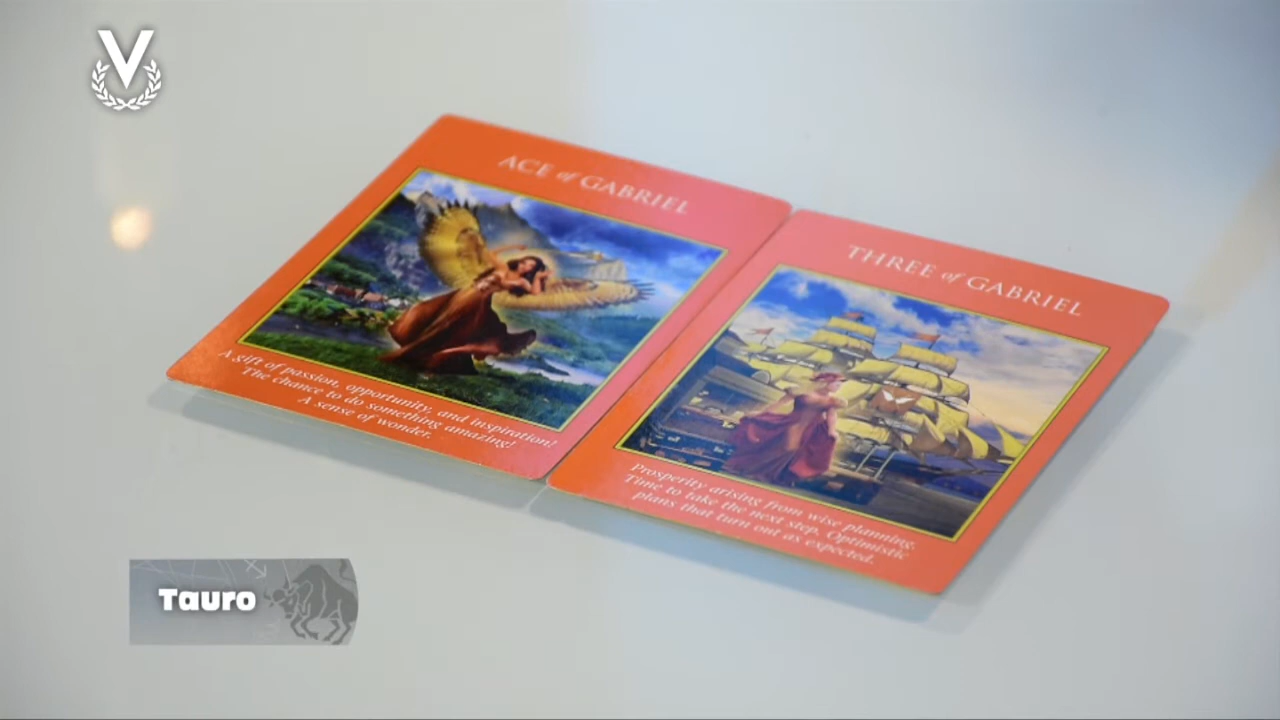 V
ACE of GABRIEL
A gift of passion, opportunity, and inspiration!
The chance to do something amazing!
A sense of wonder.
THREE of GABRIEL
Prosperity arising from wise planning.
Time to take the next step. Optimistic
plans that turn out as expected.
Tauro